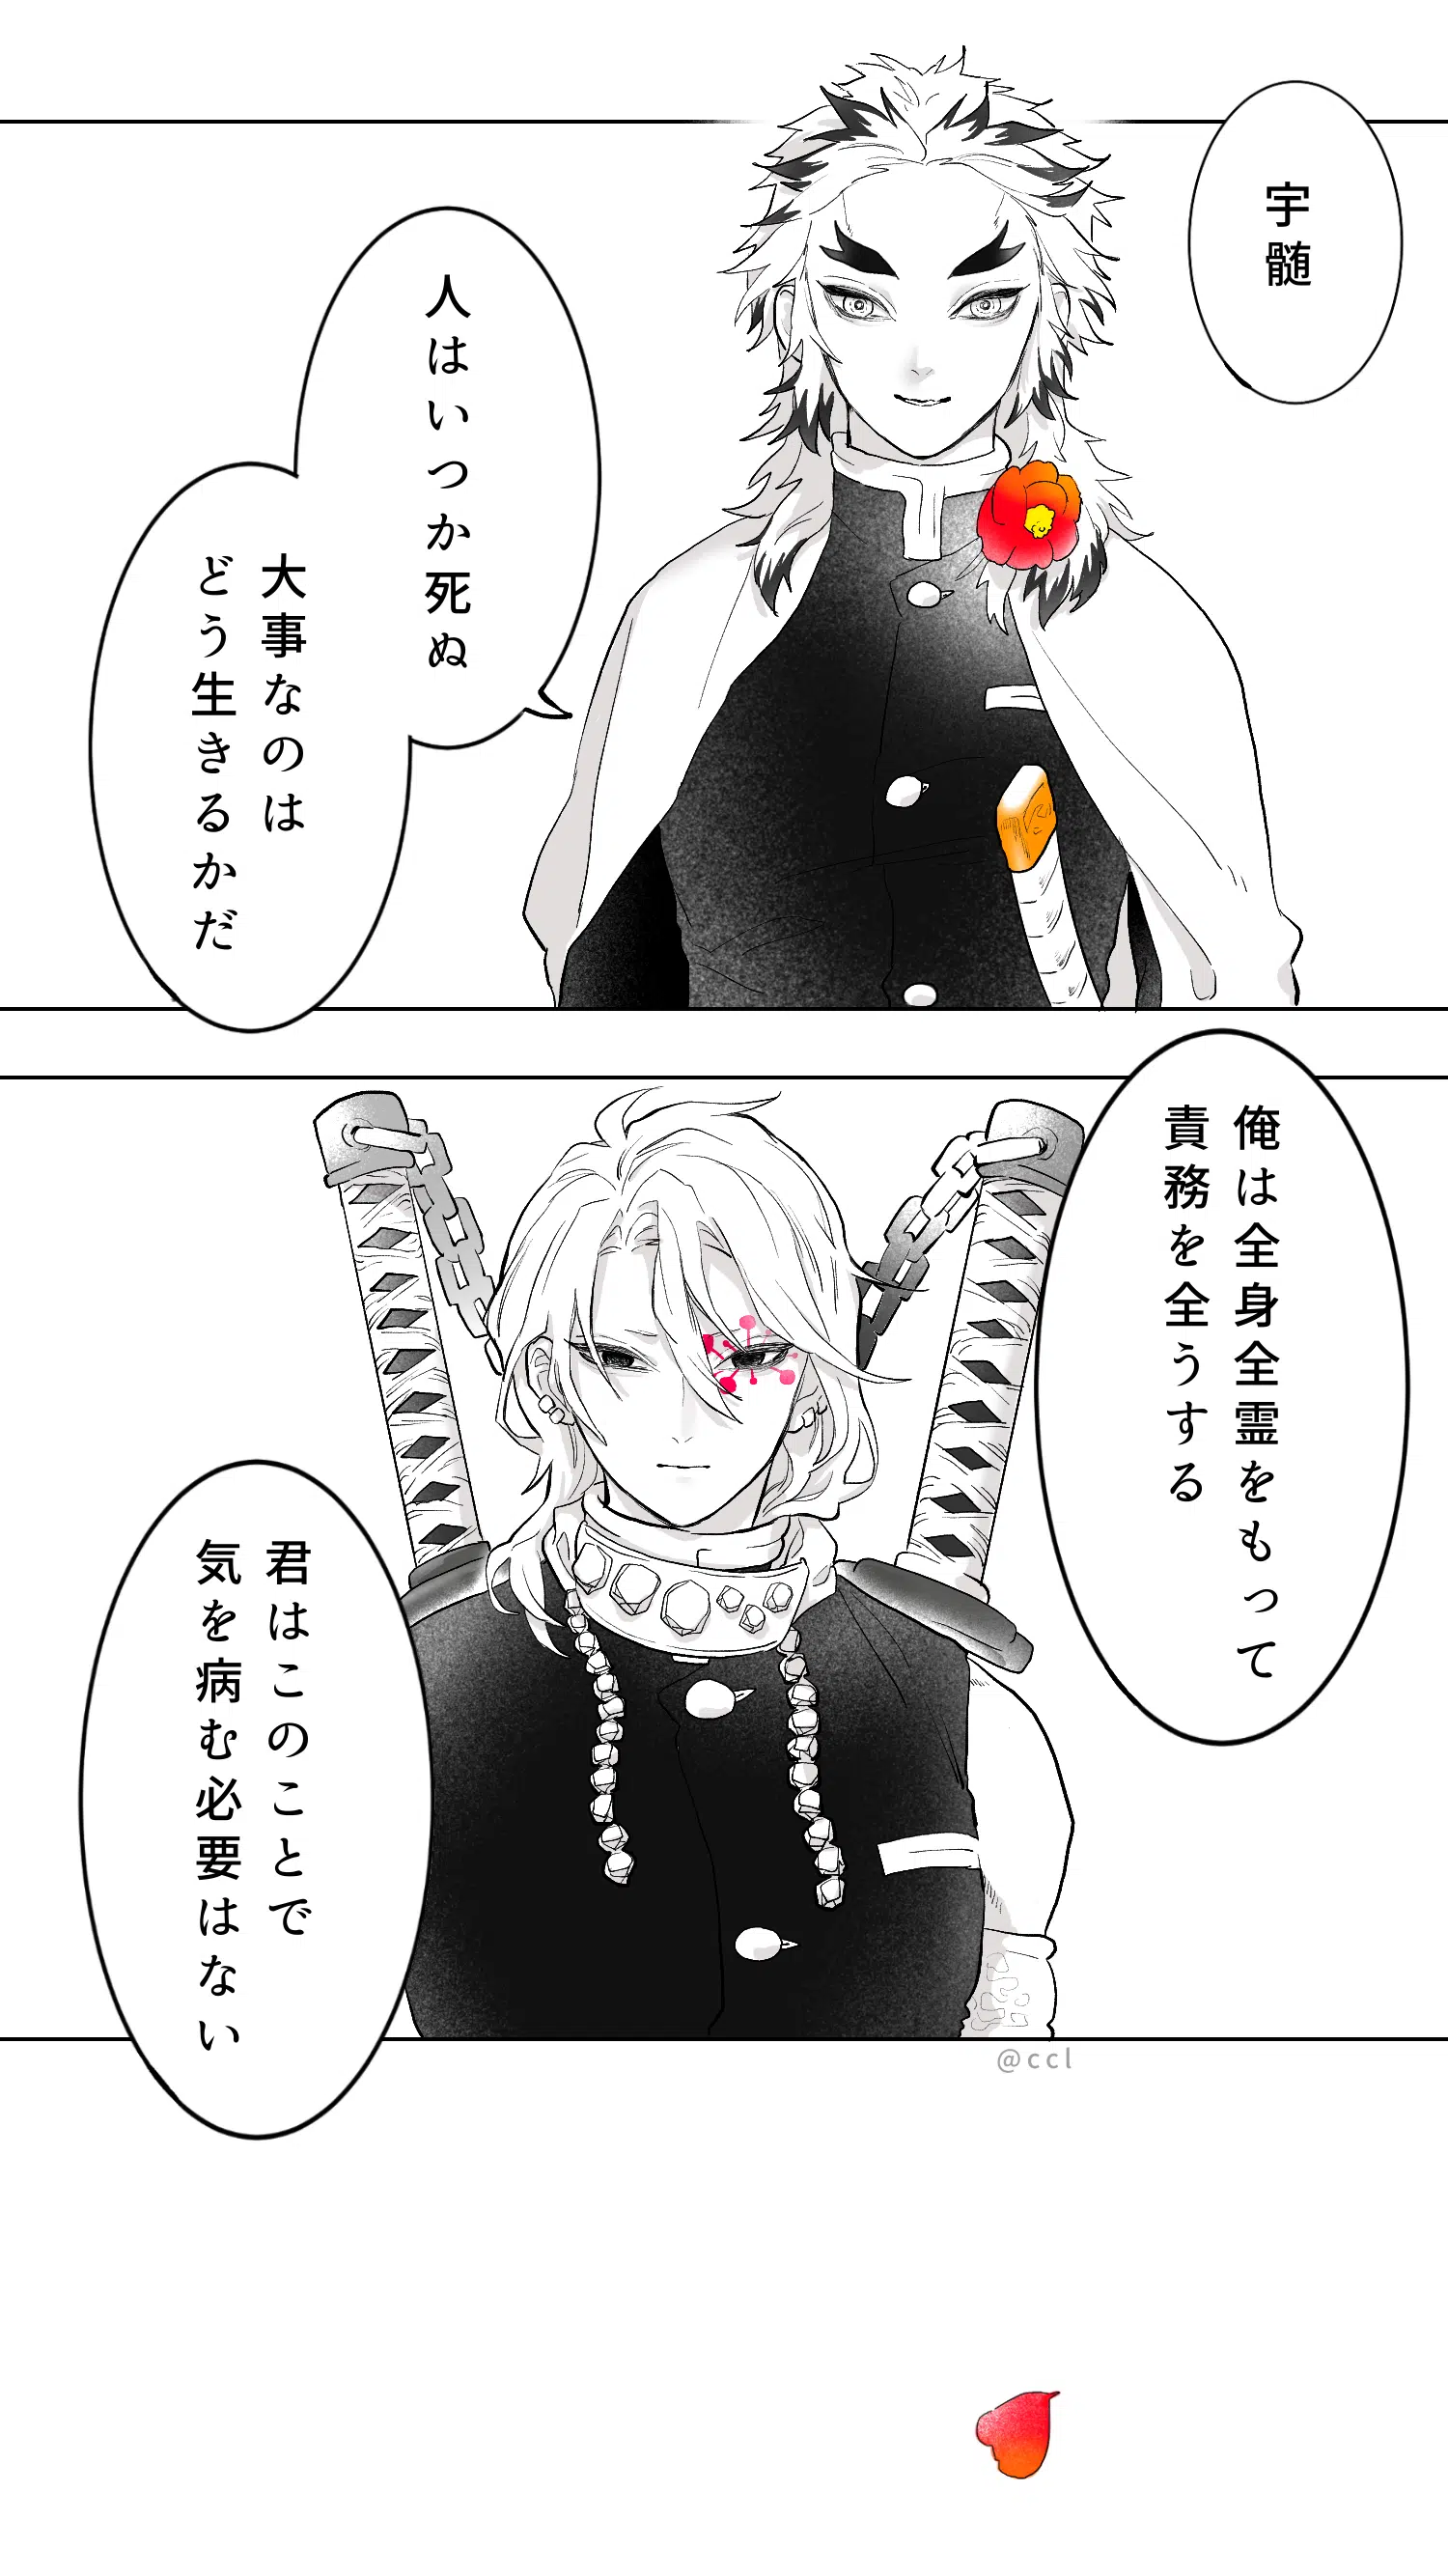 宇髄
人はいつか死ぬ
大事なのは
どう生きるかだ
俺は全身全霊をもって
責務を全うする
君はこのことで
気を病む必要はない
@ccl